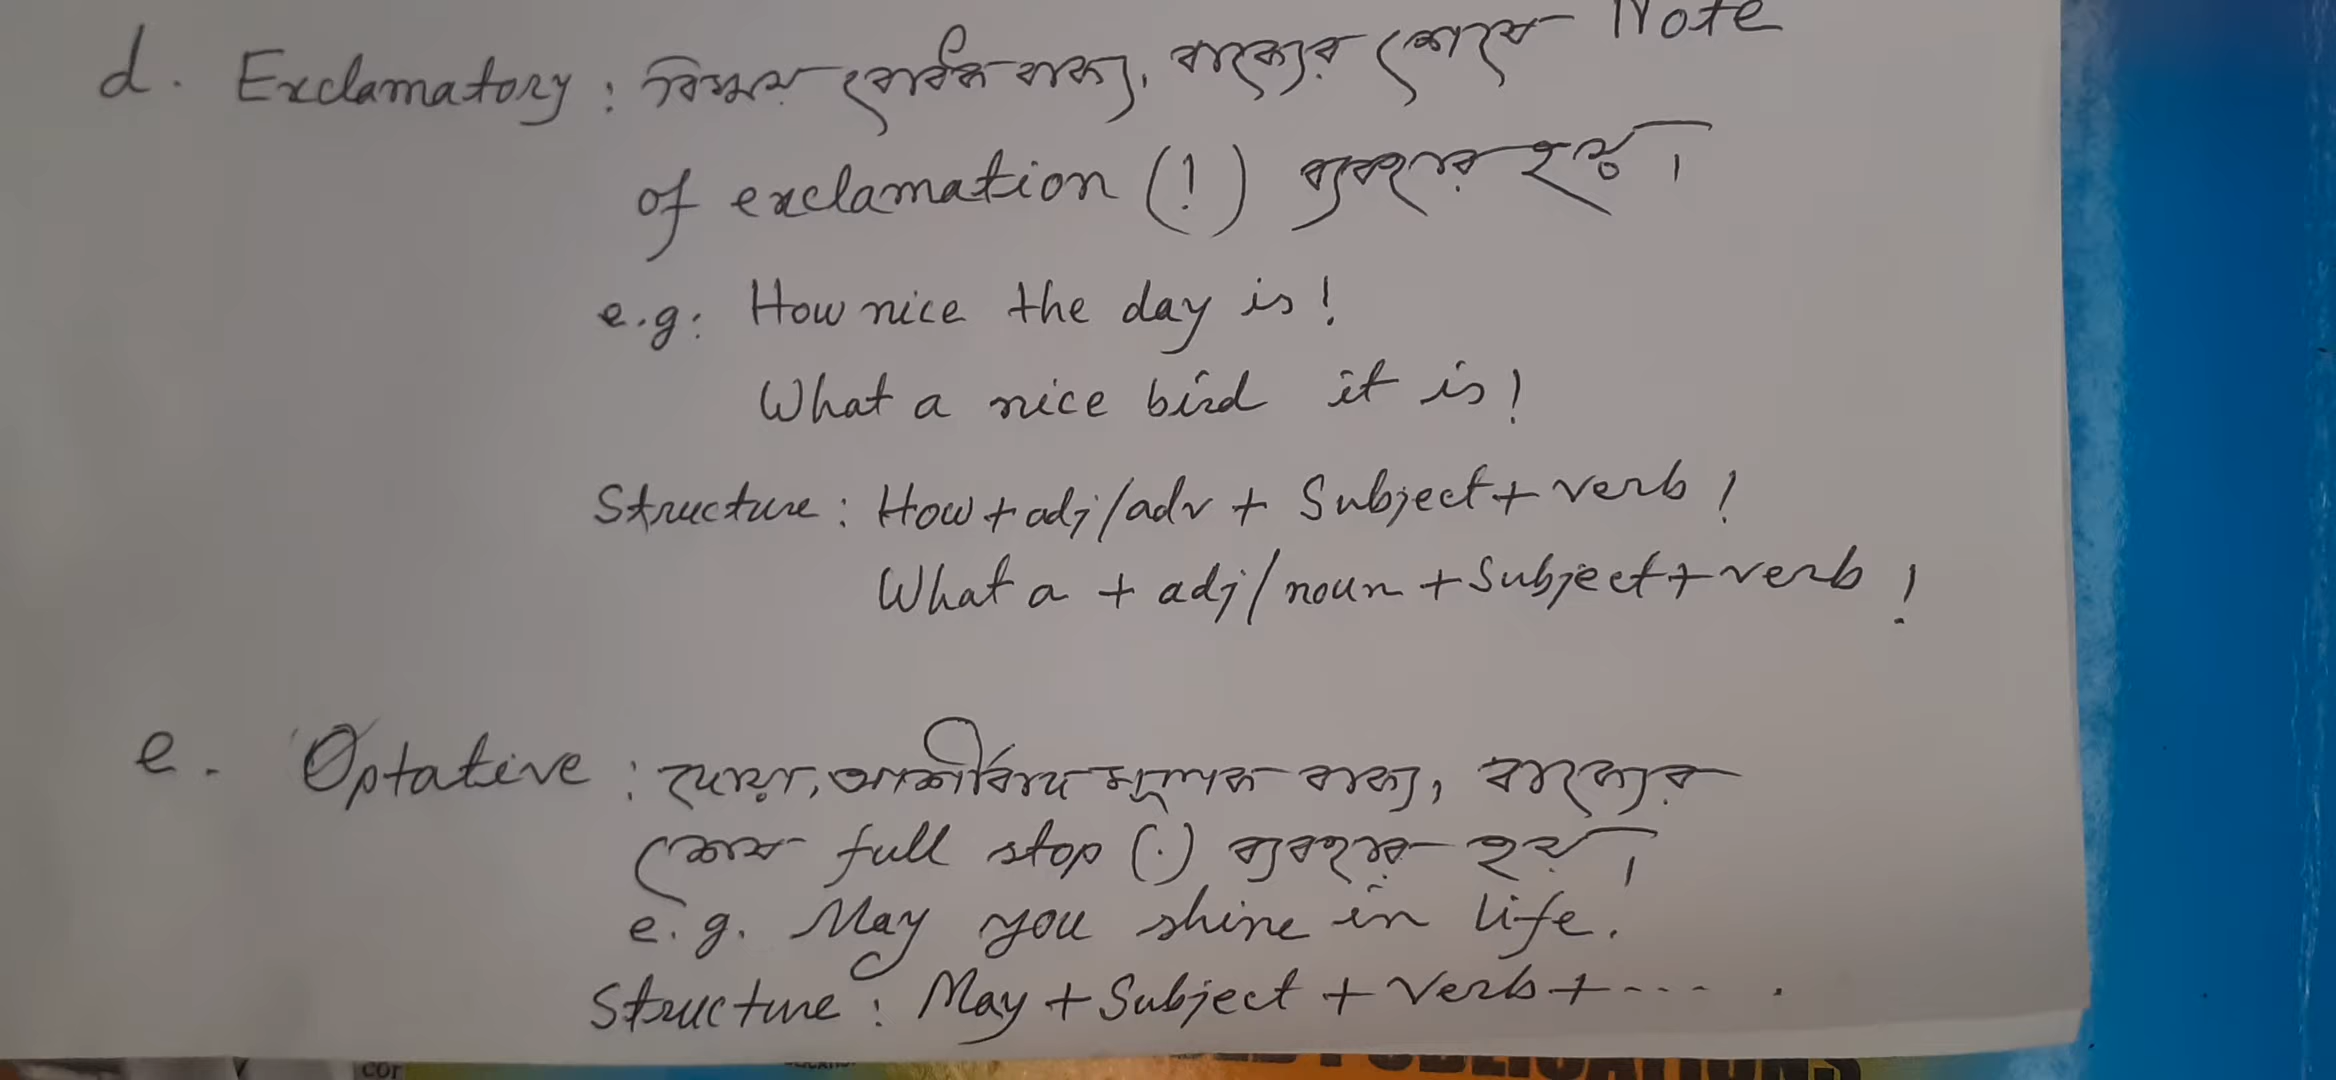 d. Exclamatory : বিস্ময় বোধক বাক্য, বাক্যের শেষে Note
of exclamation (!) ব্যবহার হয়।
e.g: How nice the day is!
What a nice bird it is!
Structure : How + adj/adv + Subject + verb!
What a + adj/noun + Subject + verb!
e. Optative : দোয়া, আশীর্বাদ মূলক বাক্য, বাক্যের
শেষে full stop (.) ব্যবহার হয়।
e.g. May you shine in life.
Structure : May + Subject + Verb + ---- .
COT
PUBLICATIONS